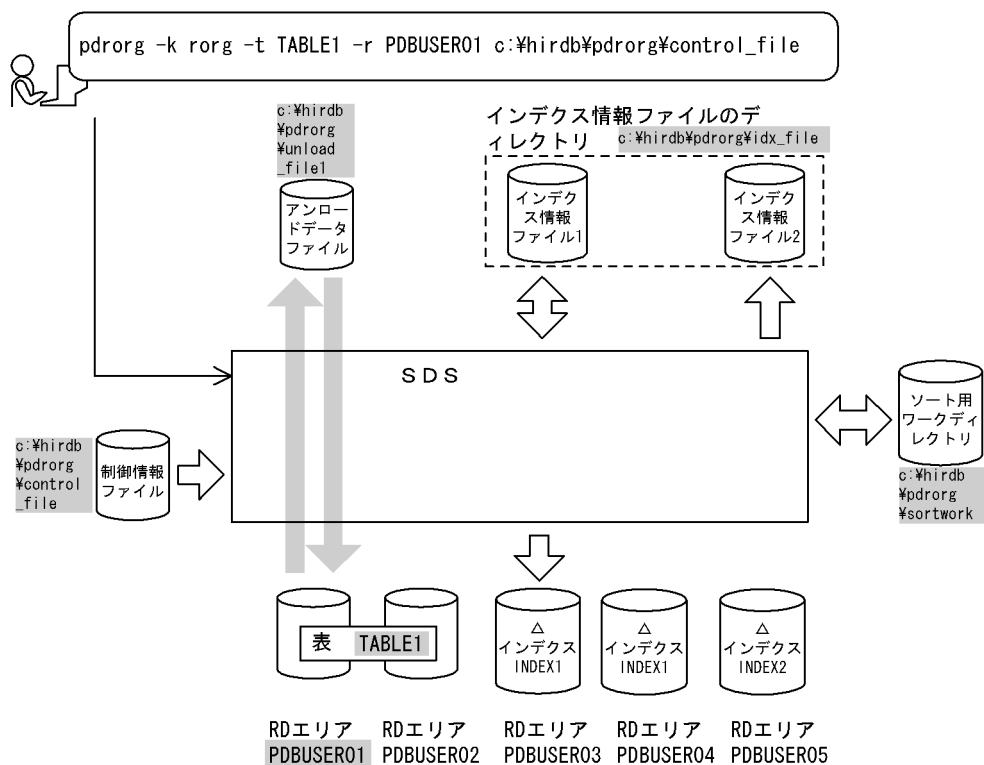 pdrorg -k rorg -t TABLE1 -r PDBUSER01 c:¥hirdb¥pdrorg¥control_file
c:¥hirdb
¥pdrorg
¥unload
_file1
アンロー
ドデータ
ファイル
インデクス情報ファイルのデ
ィレクトリ c:¥hirdb¥pdrorg¥idx_file
インデク
ス情報
ファイル1
インデク
ス情報
ファイル2
SDS
ソート用
ワークディ
レクトリ
c:¥hirdb
¥pdrorg
¥sortwork
c:¥hirdb
¥pdrorg
¥control
_file
制御情報
ファイル
表 TABLE1
△
インデクス
INDEX1
△
インデクス
INDEX1
△
インデクス
INDEX2
RDエリア
PDBUSER01
RDエリア
PDBUSER02
RDエリア
PDBUSER03
RDエリア
PDBUSER04
RDエリア
PDBUSER05